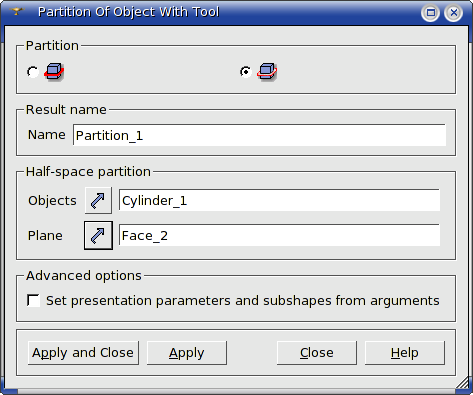 Partition Of Object With Tool
Partition
Result name
Name Partition_1
Half-space partition
Objects Cylinder_1
Plane Face_2
Advanced options
Set presentation parameters and subshapes from arguments
Apply and Close Apply Close Help